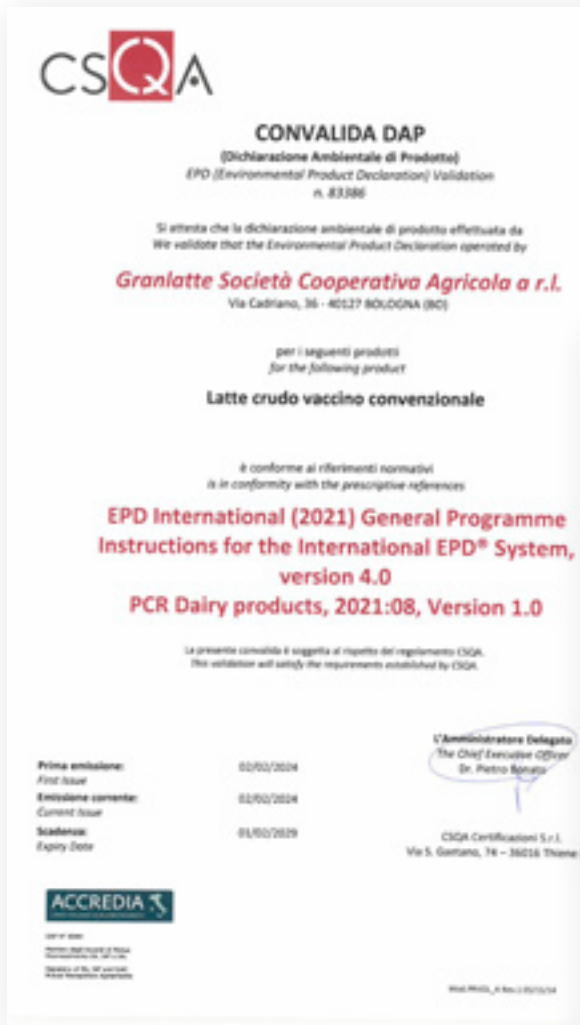 CSQA
CONVALIDA DAP
(Dichiarazione Ambientale di Prodotto)
EPD (Environmental Product Declaration) Validation
n. 83386
Si attesta che la dichiarazione ambientale di prodotto effettuata da
We validate that the Environmental Product Declaration operated by
Granlatte Società Cooperativa Agricola a r.l.
Via Cadriano, 36 - 40127 BOLOGNA (BO)
per i seguenti prodotti
for the following product
Latte crudo vaccino convenzionale
è conforme ai riferimenti normativi
is in conformity with the prescriptive references
EPD International (2021) General Programme
Instructions for the International EPD® System,
version 4.0
PCR Dairy products, 2021:08, Version 1.0
La presente convalida è soggetta al rispetto del regolamento CSQA.
This validation will satisfy the requirements established by CSQA.
L'Amministratore Delegato
The Chief Executive Officer
Dr. Pietro Bonato
Prima emissione: 02/02/2024
First Issue
Emissione corrente: 02/02/2024
Current Issue
Scadenza: 01/02/2029
Expiry Date
CSQA Certificazioni S.r.l.
Via S. Gaetano, 74 – 36016 Thiene
ACCREDIA